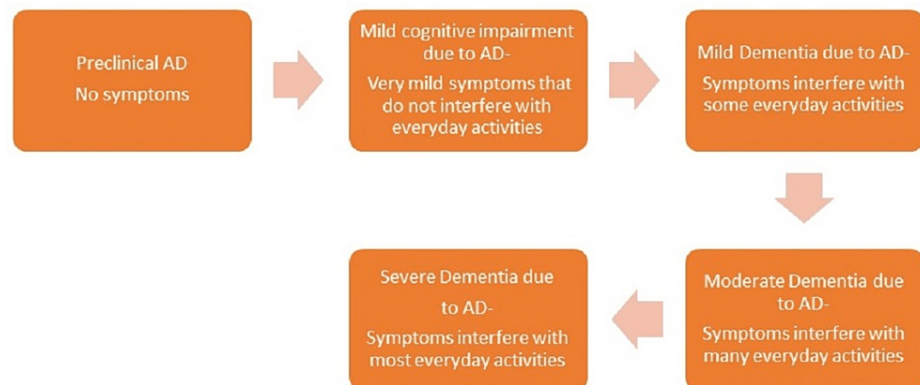 Preclinical AD
No symptoms
Mild cognitive impairment
due to AD-
Very mild symptoms that
do not interfere with
everyday activities
Mild Dementia due to AD-
Symptoms interfere with
some everyday activities
Moderate Dementia due
to AD-
Symptoms interfere with
many everyday activities
Severe Dementia due
to AD-
Symptoms interfere with
most everyday activities